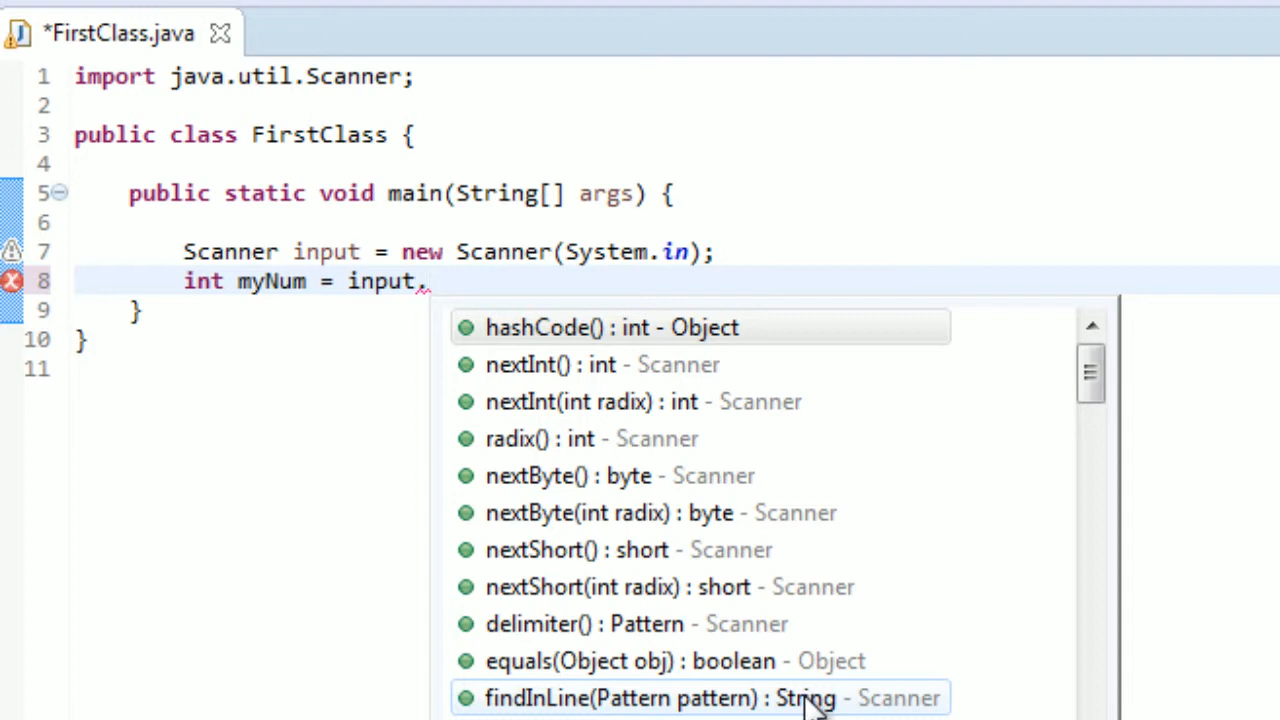 *FirstClass.java
1 import java.util.Scanner;
2
3 public class FirstClass {
4
5 public static void main(String[] args) {
6
7 Scanner input = new Scanner(System.in);
8 int myNum = input.
9 }
10 }
11
hashCode() : int - Object
nextInt() : int - Scanner
nextInt(int radix) : int - Scanner
radix() : int - Scanner
nextByte() : byte - Scanner
nextByte(int radix) : byte - Scanner
nextShort() : short - Scanner
nextShort(int radix) : short - Scanner
delimiter() : Pattern - Scanner
equals(Object obj) : boolean - Object
findInLine(Pattern pattern) : String - Scanner